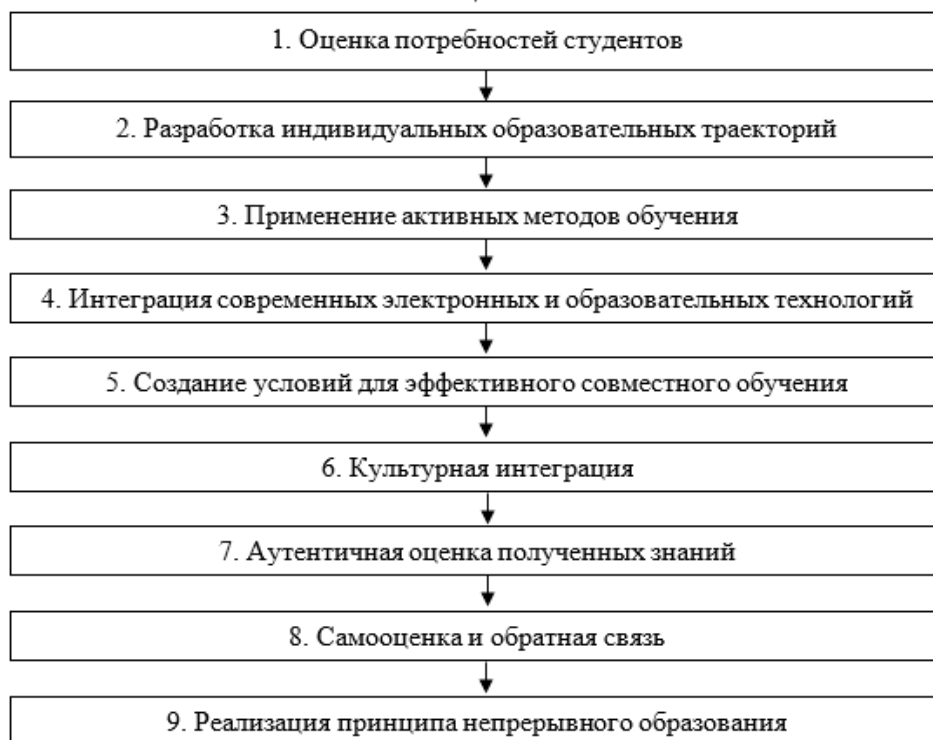 1. Оценка потребностей студентов
2. Разработка индивидуальных образовательных траекторий
3. Применение активных методов обучения
4. Интеграция современных электронных и образовательных технологий
5. Создание условий для эффективного совместного обучения
6. Культурная интеграция
7. Аутентичная оценка полученных знаний
8. Самооценка и обратная связь
9. Реализация принципа непрерывного образования